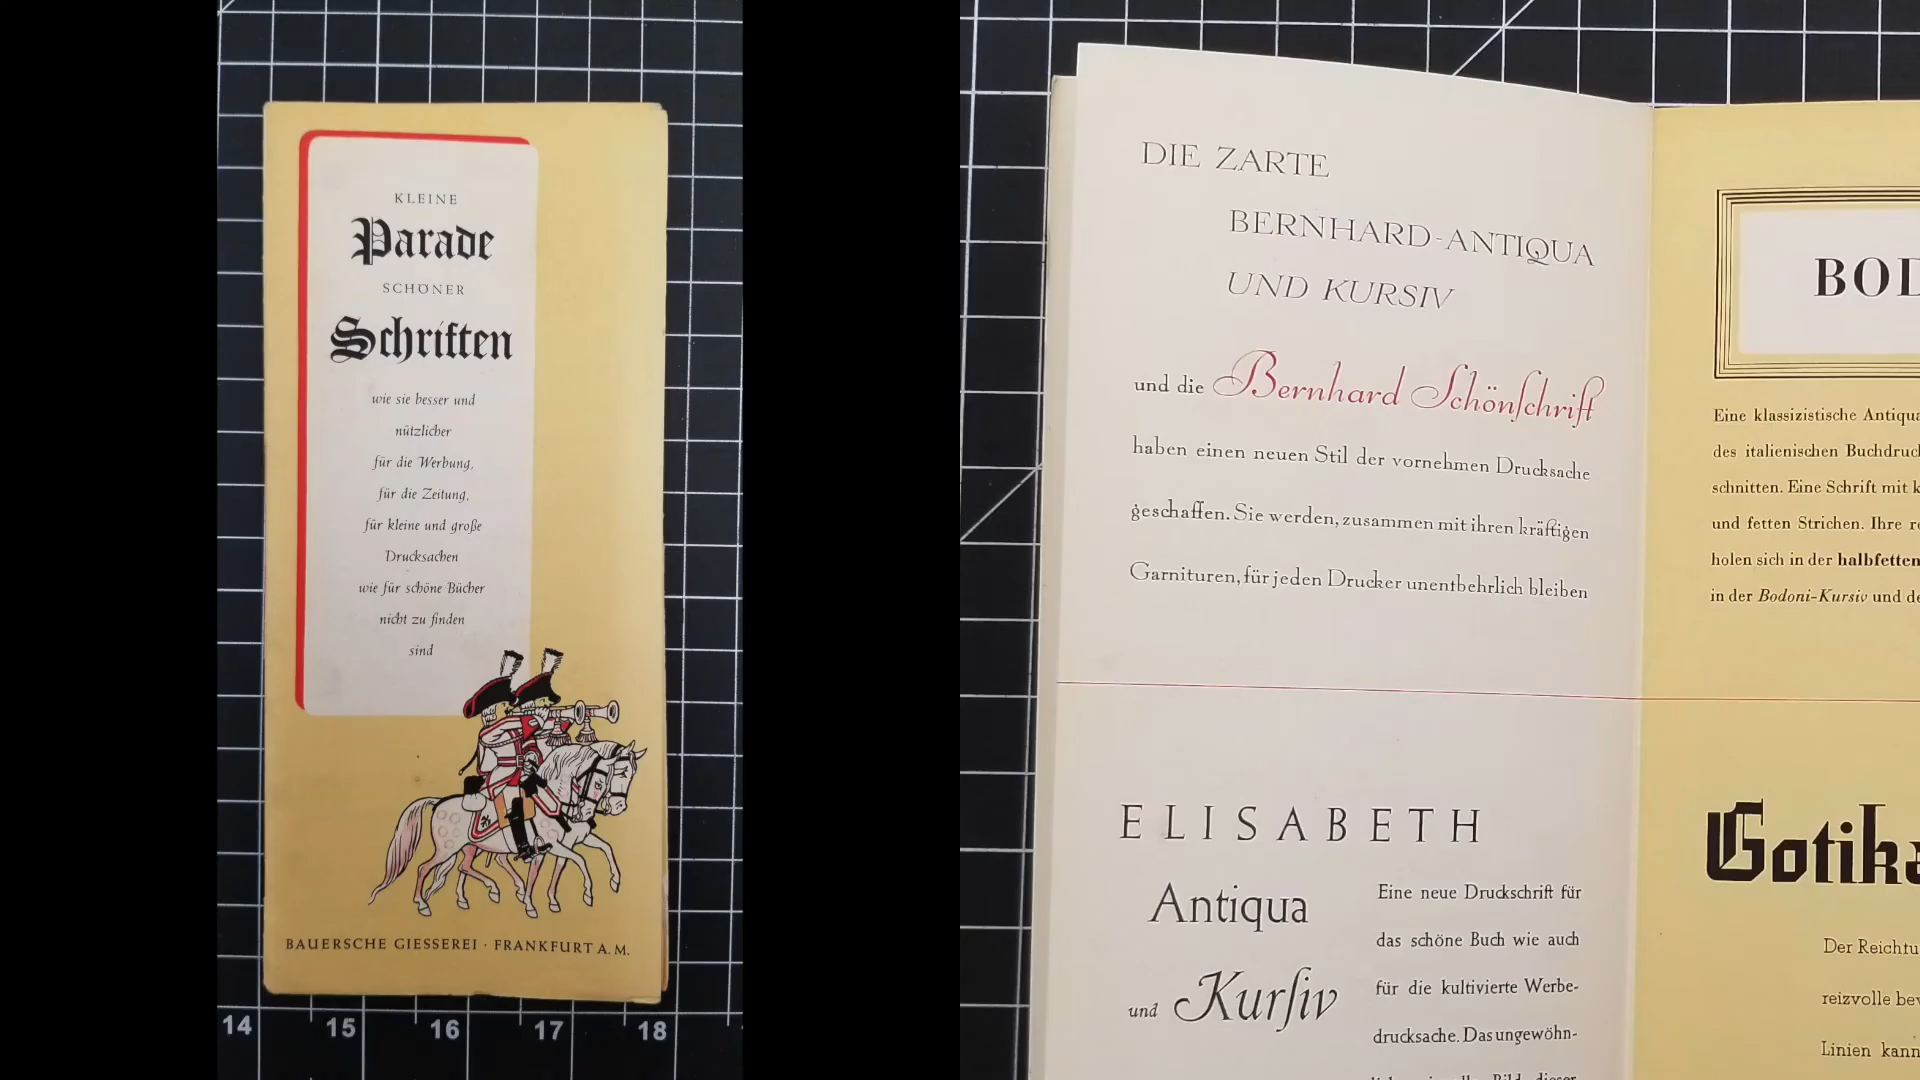 KLEINE
Parade
SCHÖNER
Schriften
wie sie besser und
nützlicher
für die Werbung,
für die Zeitung,
für kleine und große
Drucksachen
wie für schöne Bücher
nicht zu finden
sind
BAUERSCHE GIESSEREI · FRANKFURT A. M.
14 15 16 17 18
DIE ZARTE
BERNHARD-ANTIQUA
UND KURSIV
und die Bernhard Schönſchrift
haben einen neuen Stil der vornehmen Drucksache
geschaffen. Sie werden, zusammen mit ihren kräftigen
Garnituren, für jeden Drucker unentbehrlich bleiben
ELISABETH
Antiqua
und Kurſiv
Eine neue Druckschrift für
das schöne Buch wie auch
für die kultivierte Werbe-
drucksache. Das ungewöhn-
BOD
Eine klassizistische Antiqua
des italienischen Buchdruc
schnitten. Eine Schrift mit k
und fetten Strichen. Ihre r
holen sich in der halbfetten
in der Bodoni-Kursiv und de
Gotika
Der Reichtu
reizvolle bev
Linien kann